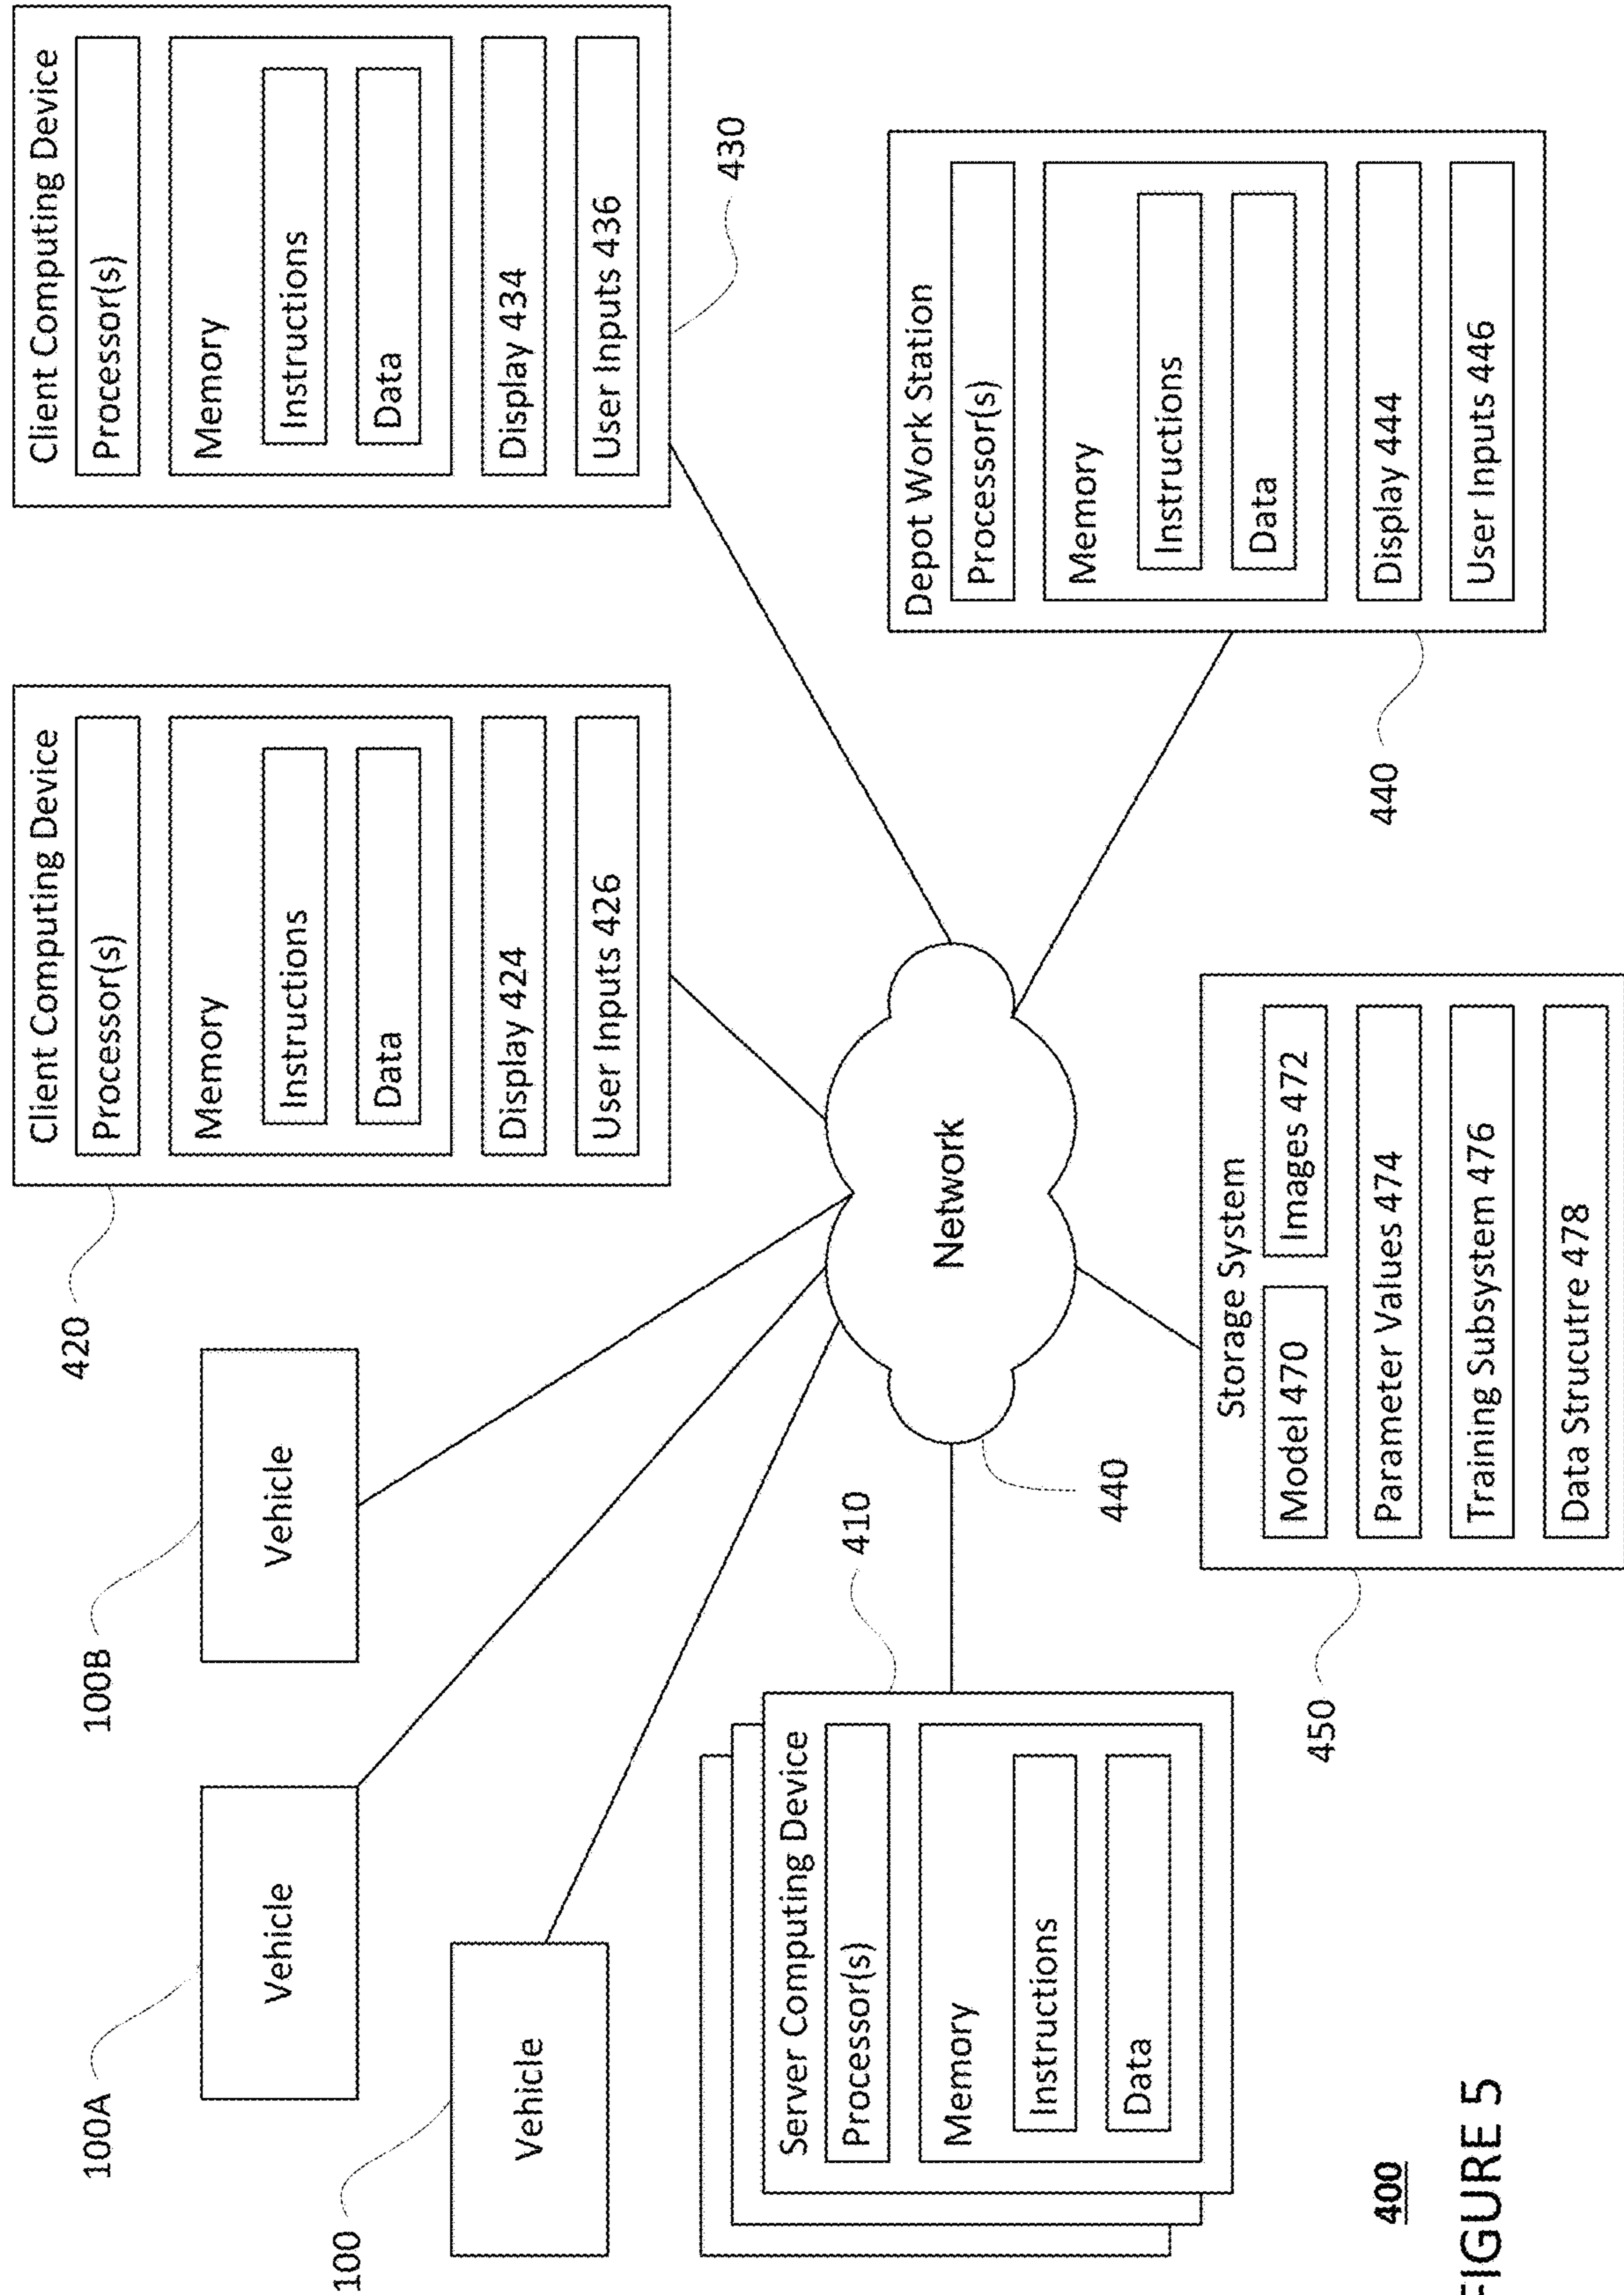 100A
Vehicle
100B
Vehicle
100
Vehicle
420
Client Computing Device
Processor(s)
Memory
Instructions
Data
Display 424
User Inputs 426
Client Computing Device
Processor(s)
Memory
Instructions
Data
Display 434
User Inputs 436
430
Server Computing Device
Processor(s)
Memory
Instructions
Data
410
Network
440
Depot Work Station
Processor(s)
Memory
Instructions
Data
Display 444
User Inputs 446
440
Storage System
Model 470
Images 472
Parameter Values 474
Training Subsystem 476
Data Strucutre 478
450
400
FIGURE 5